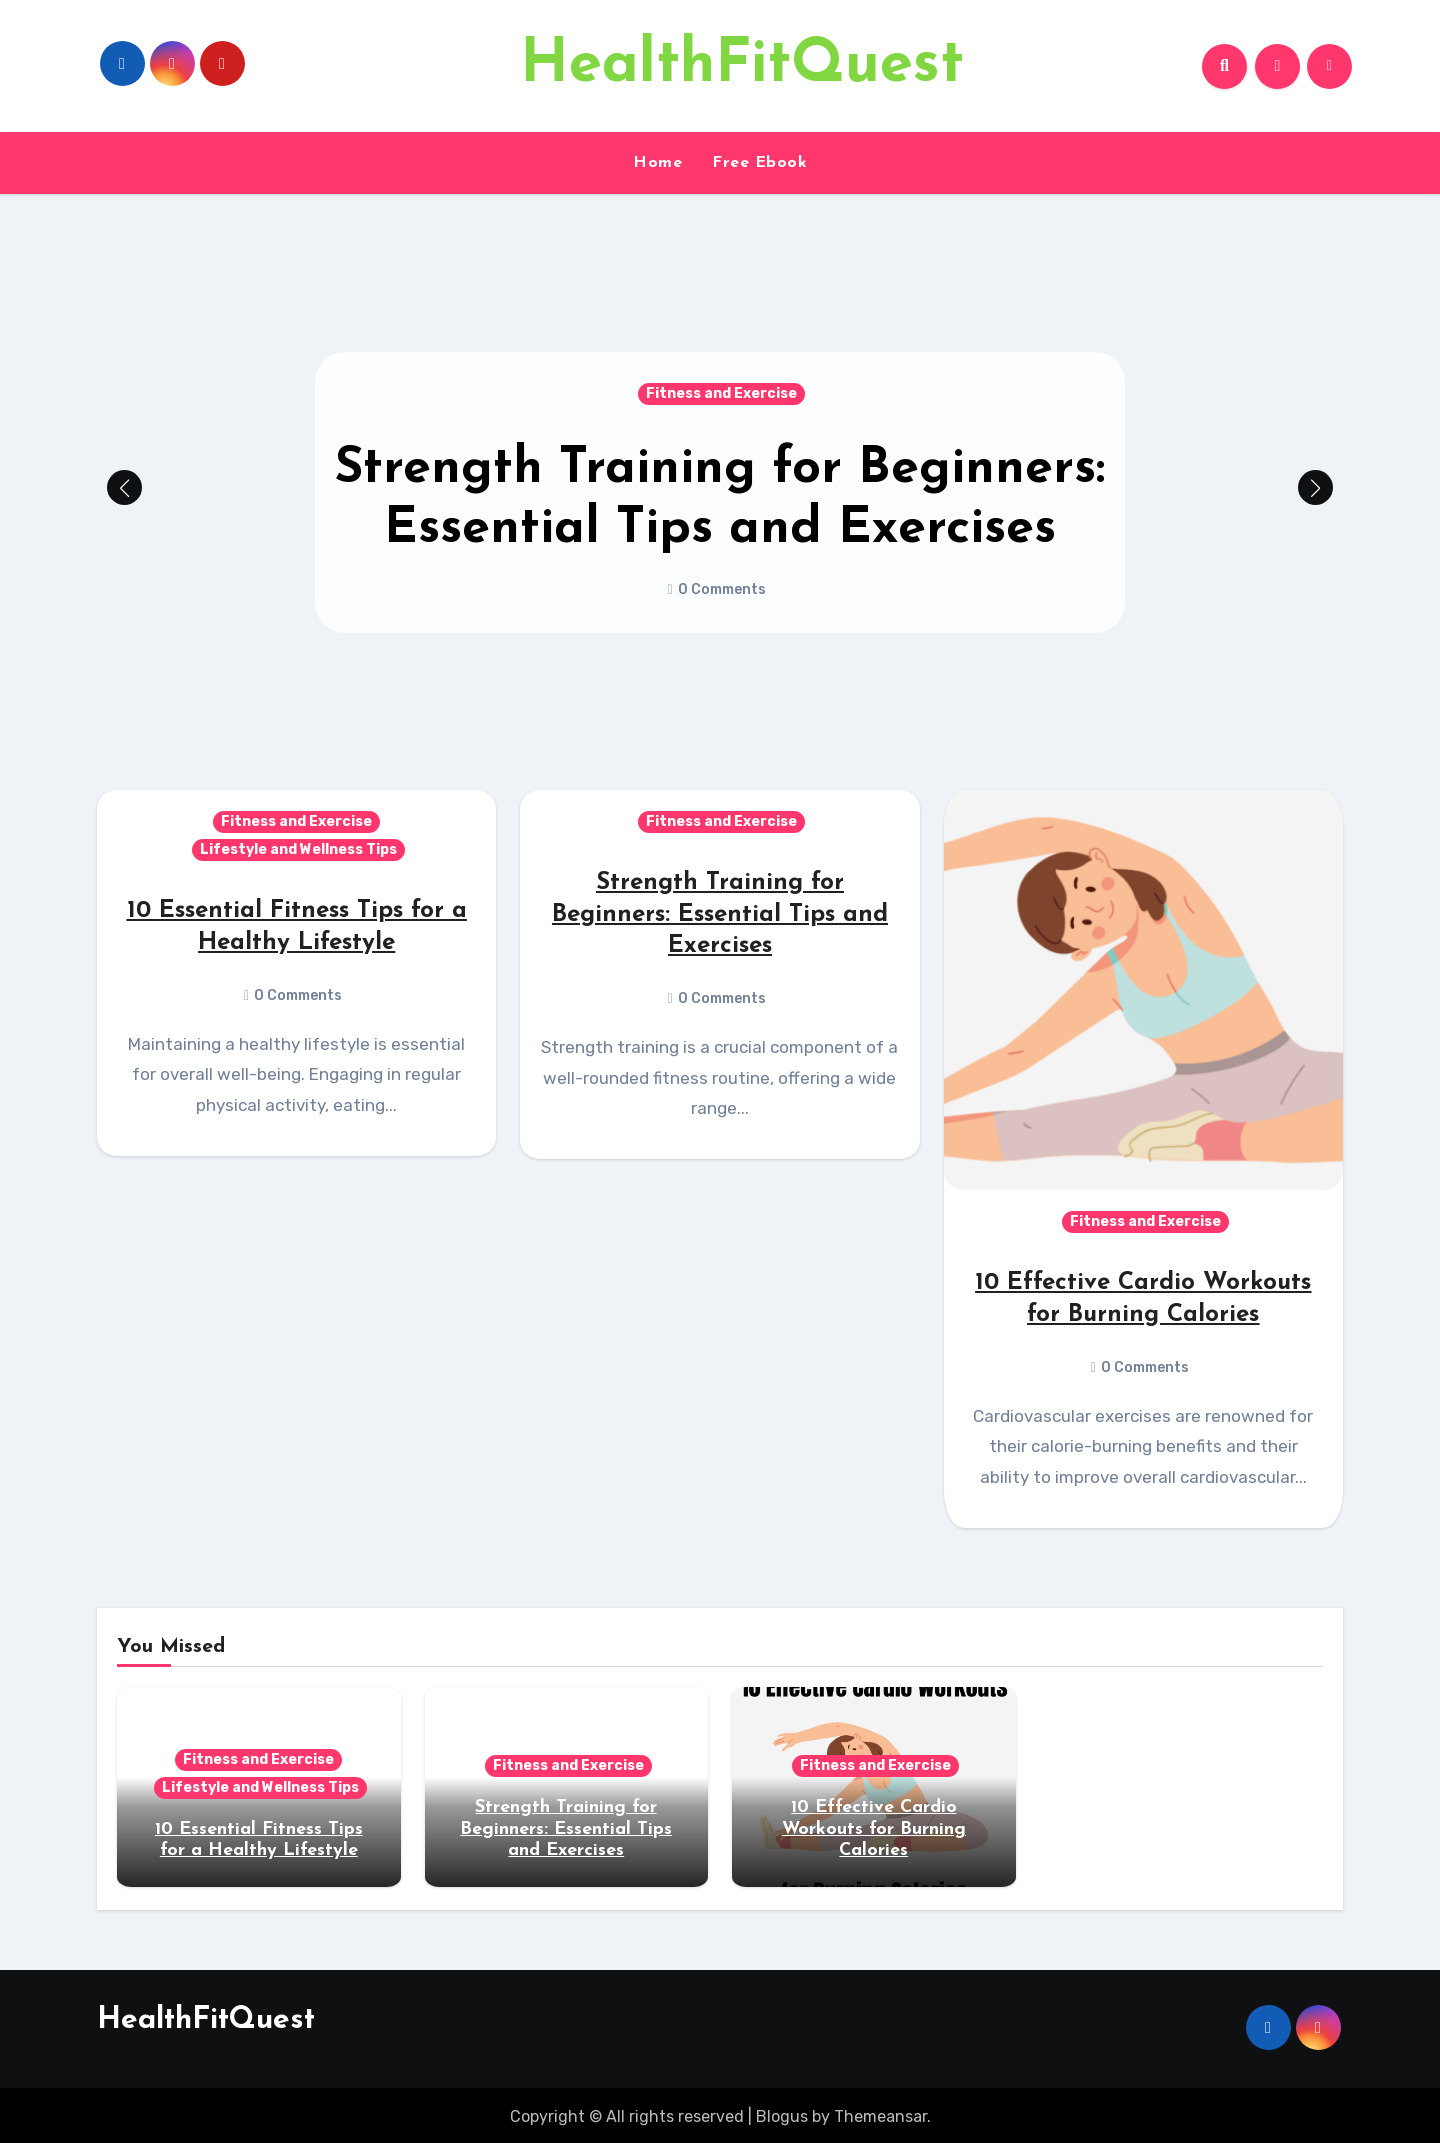 HealthFitQuest
Home Free Ebook
Fitness and Exercise
Strength Training for Beginners:
Essential Tips and Exercises
0 Comments
Fitness and Exercise
Lifestyle and Wellness Tips
10 Essential Fitness Tips for a
Healthy Lifestyle
0 Comments
Maintaining a healthy lifestyle is essential
for overall well-being. Engaging in regular
physical activity, eating...
Fitness and Exercise
Strength Training for
Beginners: Essential Tips and
Exercises
0 Comments
Strength training is a crucial component of a
well-rounded fitness routine, offering a wide
range...
Fitness and Exercise
10 Effective Cardio Workouts
for Burning Calories
0 Comments
Cardiovascular exercises are renowned for
their calorie-burning benefits and their
ability to improve overall cardiovascular...
You Missed
Fitness and Exercise
Lifestyle and Wellness Tips
10 Essential Fitness Tips
for a Healthy Lifestyle
Fitness and Exercise
Strength Training for
Beginners: Essential Tips
and Exercises
10 Effective Cardio Workouts
Fitness and Exercise
10 Effective Cardio
Workouts for Burning
Calories
for Burning Calories
HealthFitQuest
Copyright © All rights reserved | Blogus by Themeansar.